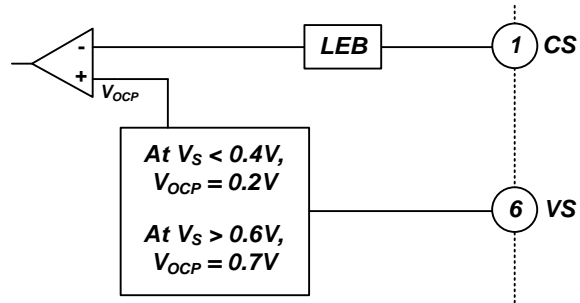 - LEB 1 CS
+
VOCP
At VS < 0.4V,
VOCP = 0.2V
At VS > 0.6V,
VOCP = 0.7V
6 VS